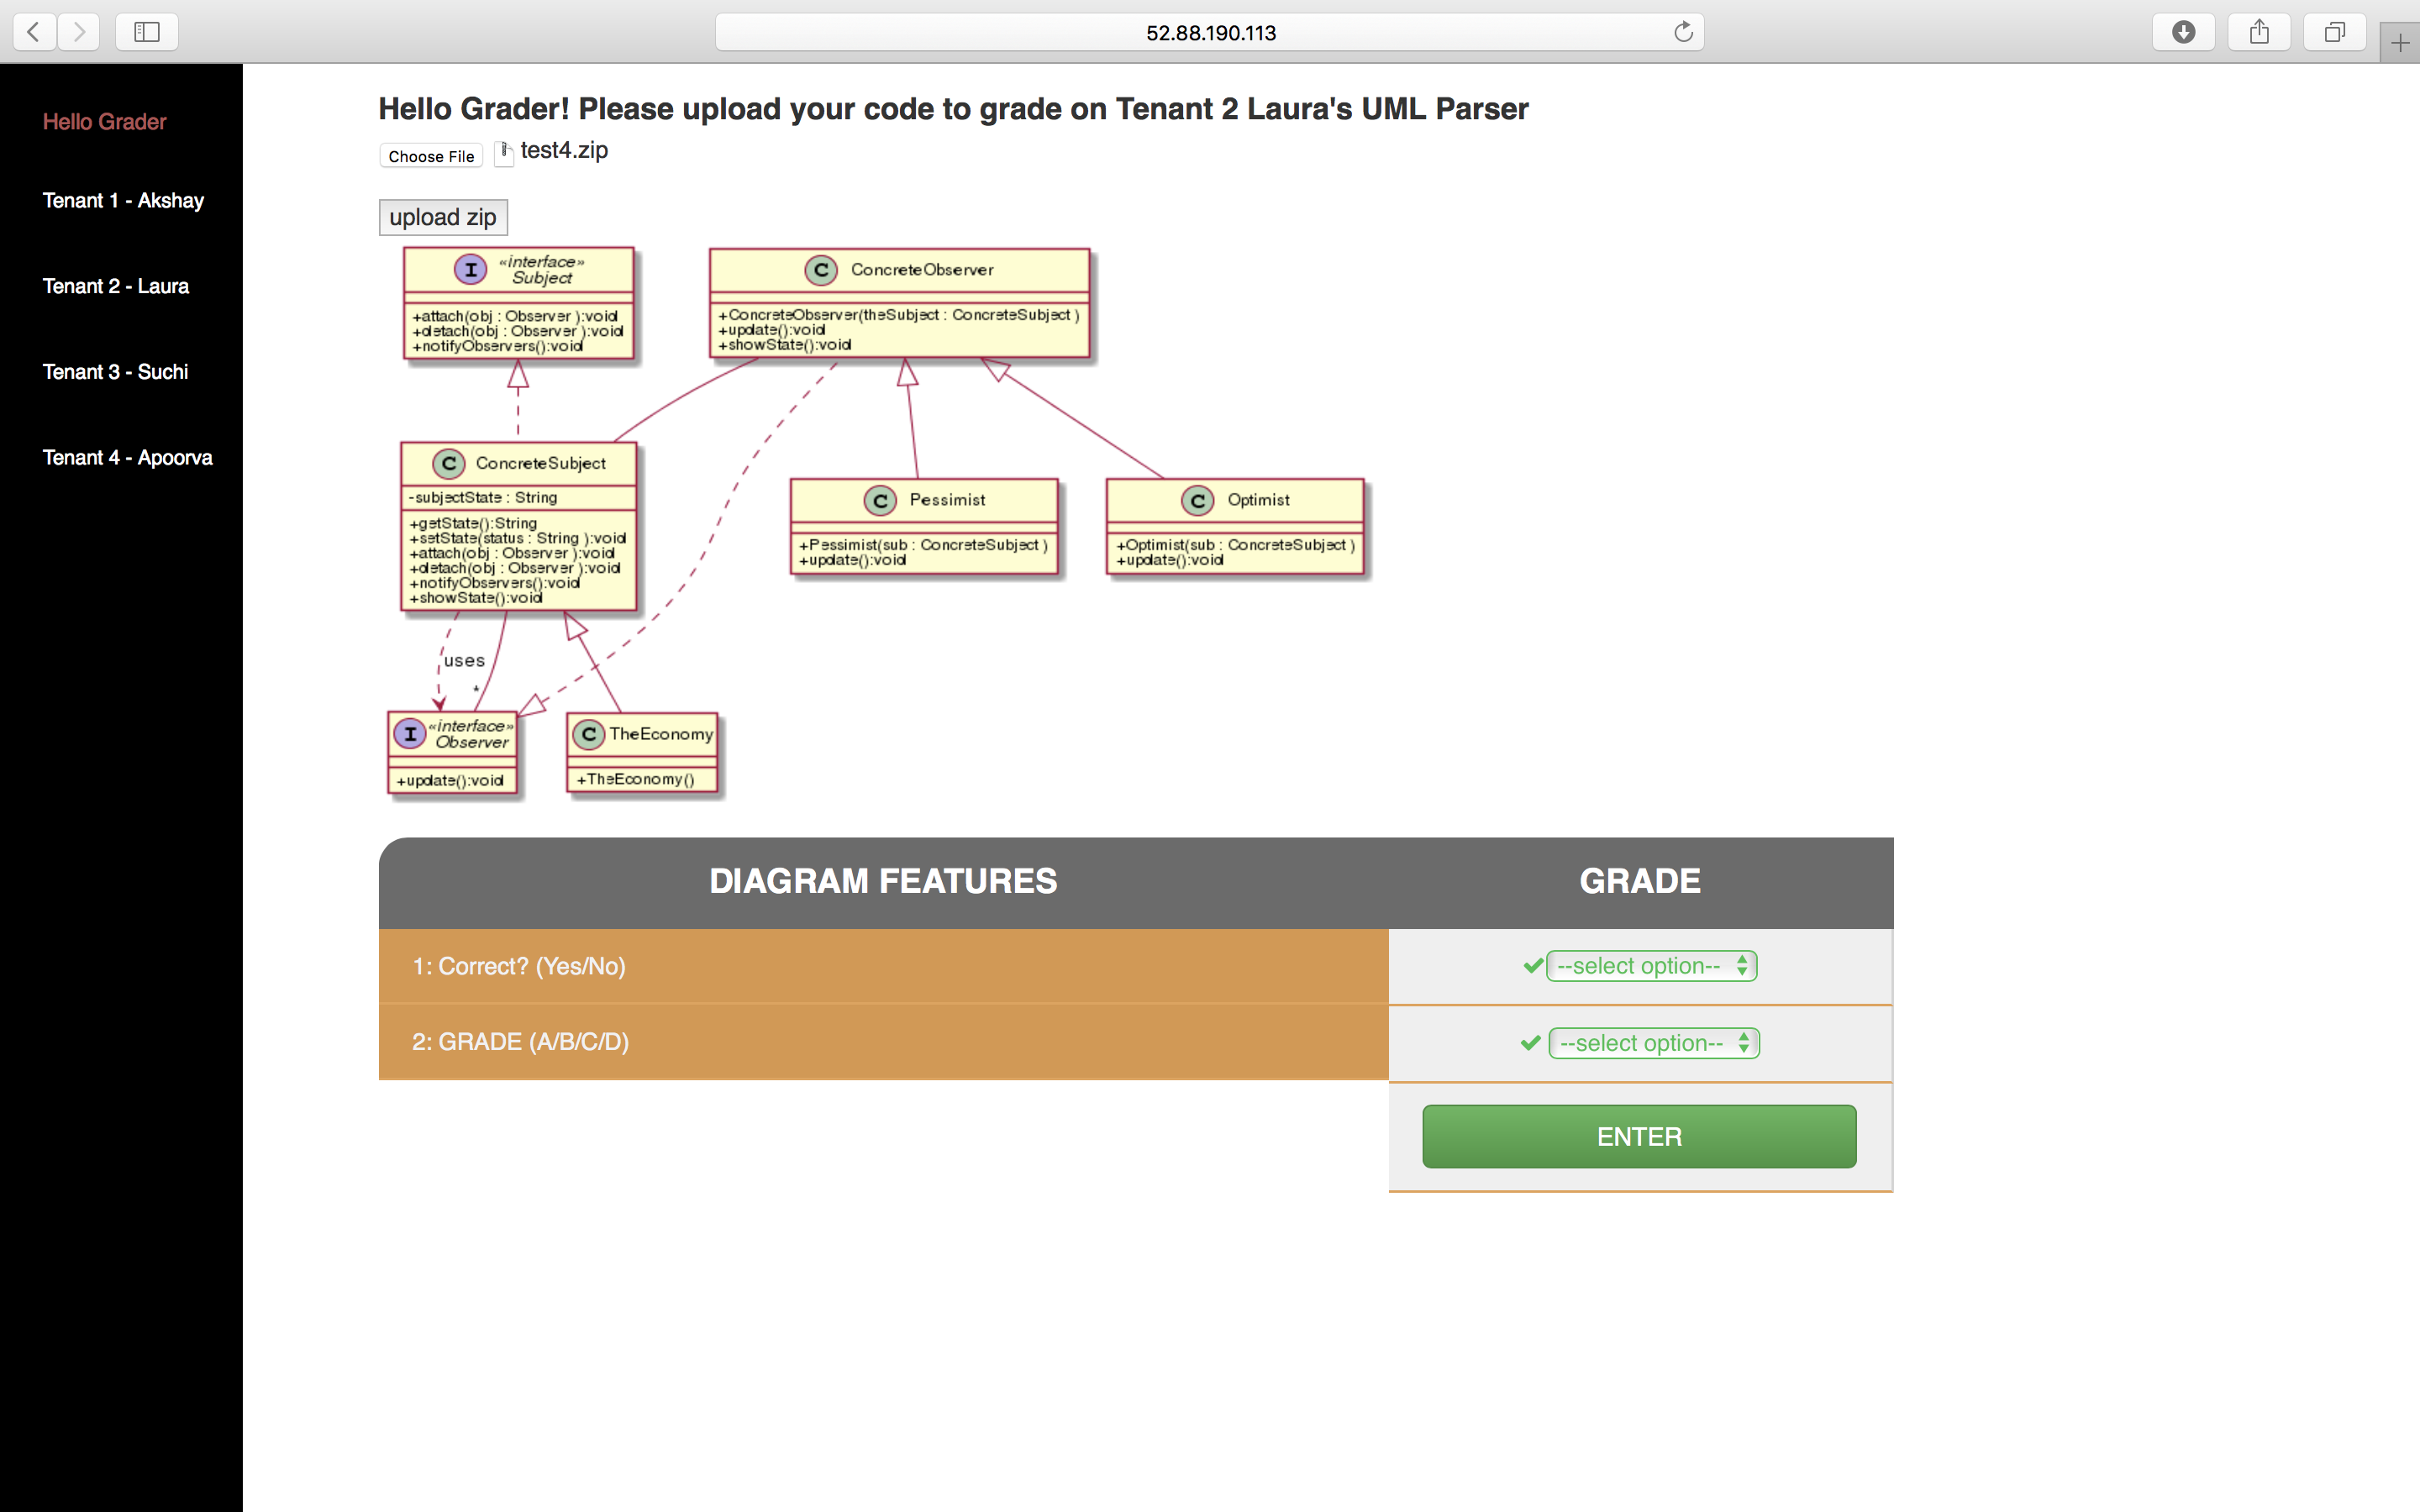 52.88.190.113
Hello Grader
Tenant 1 - Akshay
Tenant 2 - Laura
Tenant 3 - Suchi
Tenant 4 - Apoorva
Hello Grader! Please upload your code to grade on Tenant 2 Laura's UML Parser
Choose File test4.zip
upload zip
I «interface»
Subject
+attach(obj : Observer ):void
+detach(obj : Observer ):void
+notifyObservers():void
C ConcreteObserver
+ConcreteObserver(theSubject : ConcreteSubject )
+update():void
+showState():void
C ConcreteSubject
-subjectState : String
+getState():String
+setState(status : String ):void
+attach(obj : Observer ):void
+detach(obj : Observer ):void
+notifyObservers():void
+showState():void
C Pessimist
+Pessimist(sub : ConcreteSubject )
+update():void
C Optimist
+Optimist(sub : ConcreteSubject )
+update():void
uses
*
I «interface»
Observer
+update():void
C TheEconomy
+TheEconomy()
DIAGRAM FEATURES GRADE
1: Correct? (Yes/No) --select option--
2: GRADE (A/B/C/D) --select option--
ENTER